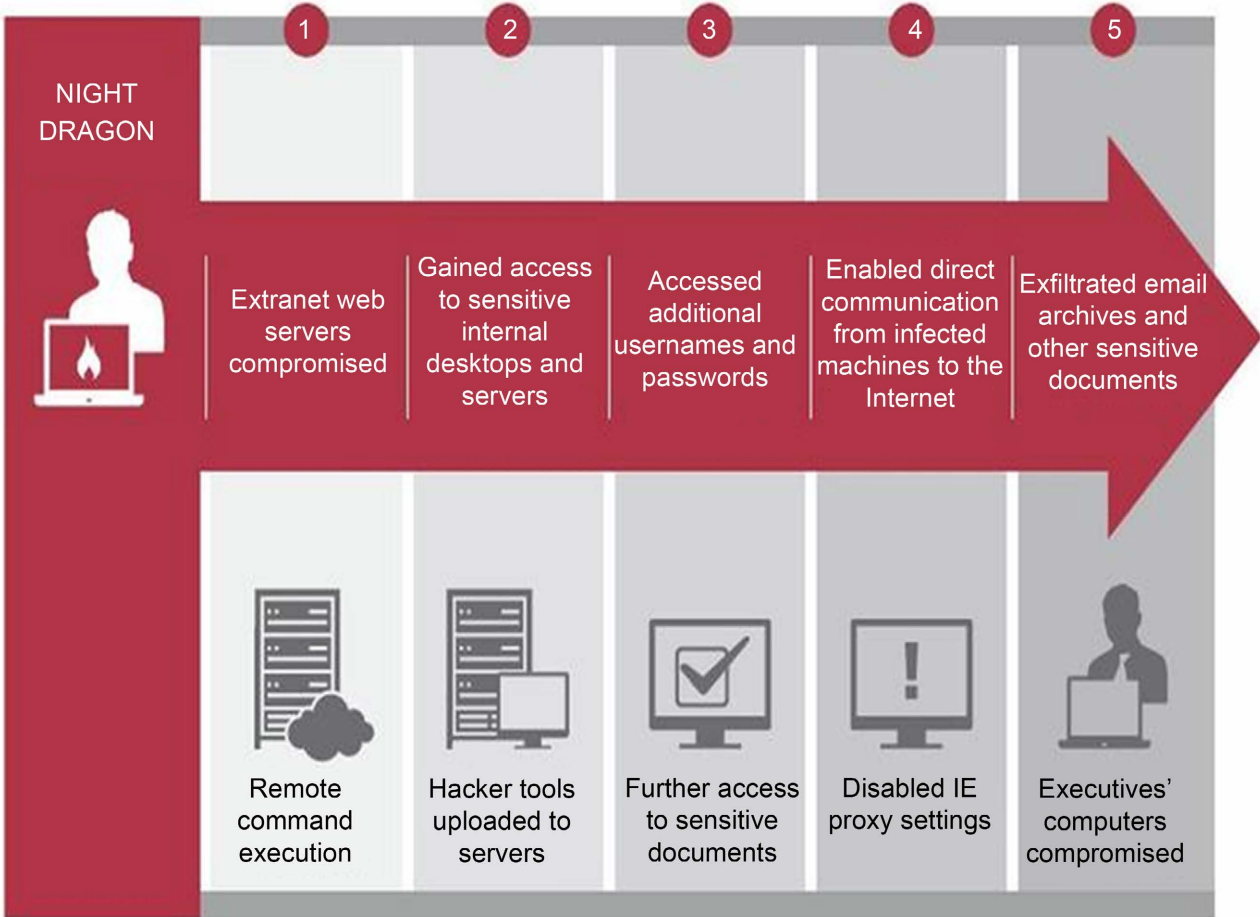 1
2
3
4
5
NIGHT
DRAGON
Extranet web
servers
compromised
Gained access
to sensitive
internal
desktops and
servers
Accessed
additional
usernames and
passwords
Enabled direct
communication
from infected
machines to the
Internet
Exfiltrated email
archives and
other sensitive
documents
Remote
command
execution
Hacker tools
uploaded to
servers
Further access
to sensitive
documents
Disabled IE
proxy settings
Executives’
computers
compromised